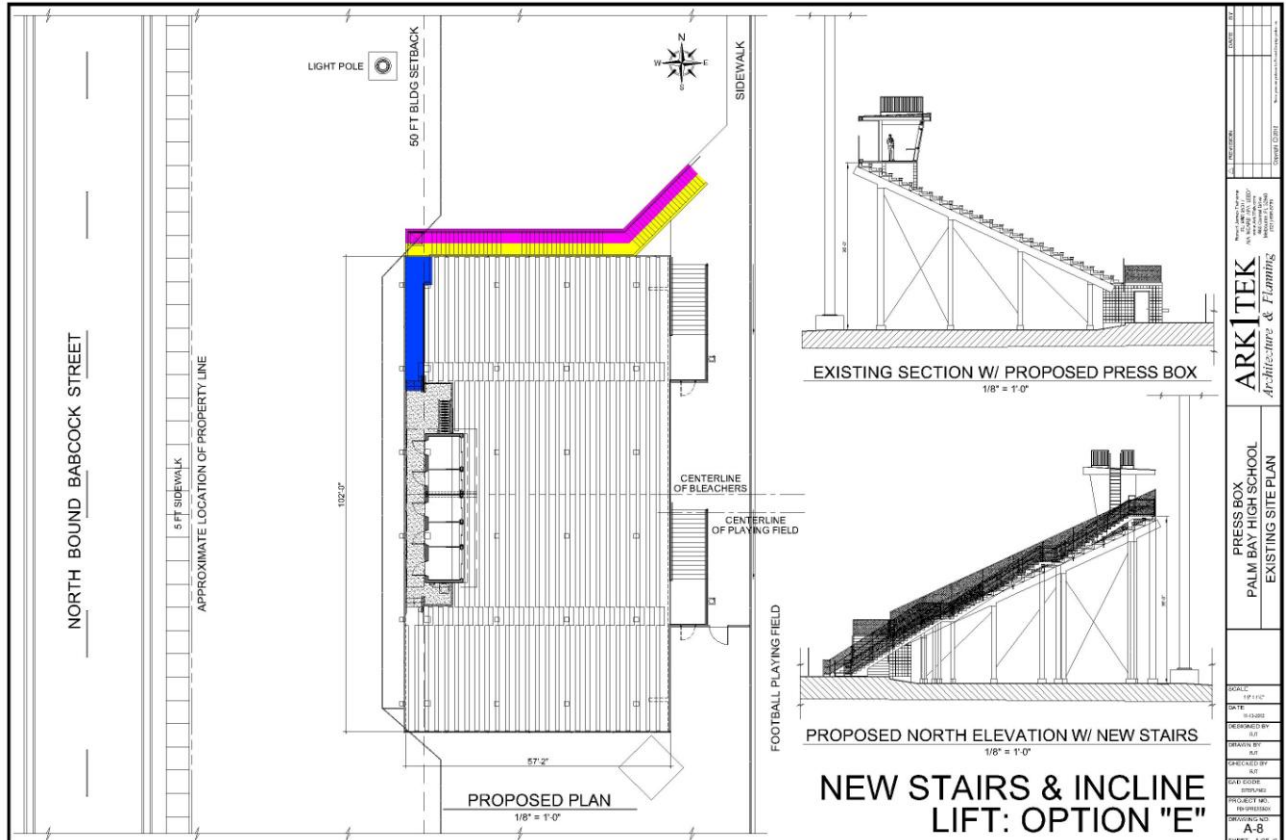 NORTH BOUND BABCOCK STREET
5 FT SIDEWALK
APPROXIMATE LOCATION OF PROPERTY LINE
LIGHT POLE
50 FT BLDG SETBACK
N
W E
S
SIDEWALK
102'-0"
CENTERLINE
OF BLEACHERS
CENTERLINE
OF PLAYING FIELD
FOOTBALL PLAYING FIELD
57'-2"
PROPOSED PLAN
1/8" = 1'-0"
EXISTING SECTION W/ PROPOSED PRESS BOX
1/8" = 1'-0"
PROPOSED NORTH ELEVATION W/ NEW STAIRS
1/8" = 1'-0"
NEW STAIRS & INCLINE
LIFT: OPTION "E"
BY
DATE
REVISION
ARK1TEK
Architecture & Planning
PRESS BOX
PALM BAY HIGH SCHOOL
EXISTING SITE PLAN
SCALE
DATE
DESIGNED BY
DRAWN BY
CHECKED BY
CAD CODE
PROJECT NO.
DRAWING NO.
A-8